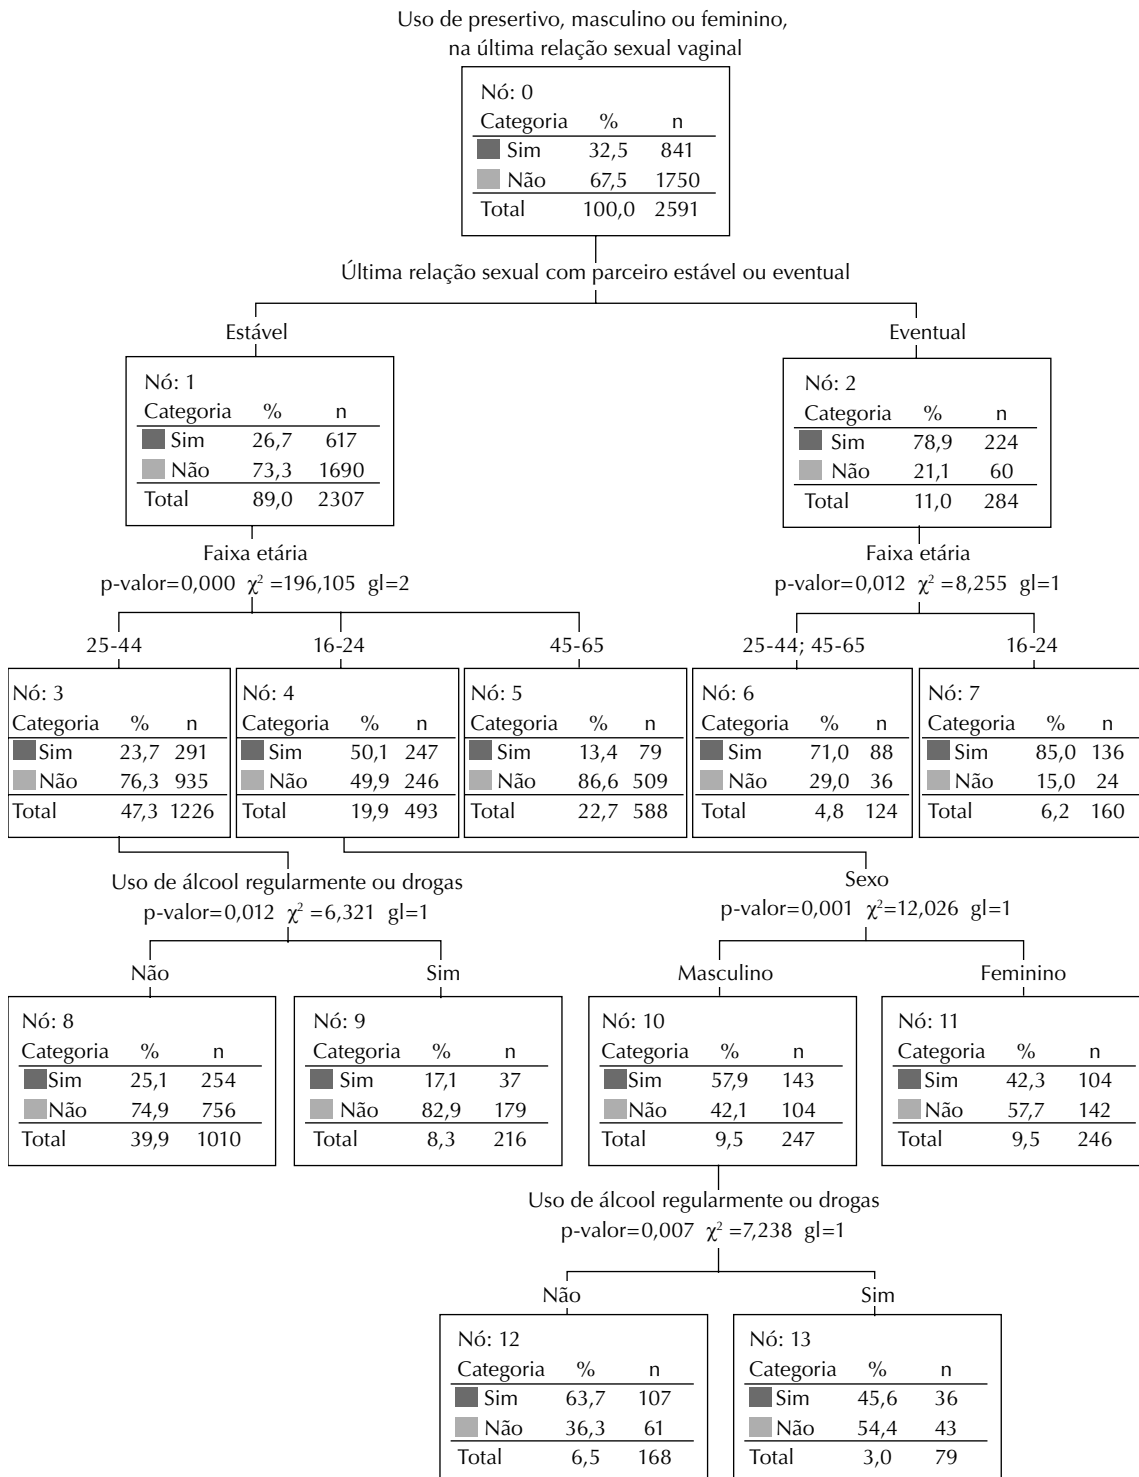 Uso de presertivo, masculino ou feminino,
na última relação sexual vaginal
Nó: 0
Categoria % n
Sim 32,5 841
Não 67,5 1750
Total 100,0 2591
Última relação sexual com parceiro estável ou eventual
Estável
Nó: 1
Categoria % n
Sim 26,7 617
Não 73,3 1690
Total 89,0 2307
Eventual
Nó: 2
Categoria % n
Sim 78,9 224
Não 21,1 60
Total 11,0 284
Faixa etária
p-valor=0,000 χ² =196,105 gl=2
Faixa etária
p-valor=0,012 χ² =8,255 gl=1
25-44
Nó: 3
Categoria % n
Sim 23,7 291
Não 76,3 935
Total 47,3 1226
16-24
Nó: 4
Categoria % n
Sim 50,1 247
Não 49,9 246
Total 19,9 493
45-65
Nó: 5
Categoria % n
Sim 13,4 79
Não 86,6 509
Total 22,7 588
25-44; 45-65
Nó: 6
Categoria % n
Sim 71,0 88
Não 29,0 36
Total 4,8 124
16-24
Nó: 7
Categoria % n
Sim 85,0 136
Não 15,0 24
Total 6,2 160
Uso de álcool regularmente ou drogas
p-valor=0,012 χ² =6,321 gl=1
Sexo
p-valor=0,001 χ²=12,026 gl=1
Não
Nó: 8
Categoria % n
Sim 25,1 254
Não 74,9 756
Total 39,9 1010
Sim
Nó: 9
Categoria % n
Sim 17,1 37
Não 82,9 179
Total 8,3 216
Masculino
Nó: 10
Categoria % n
Sim 57,9 143
Não 42,1 104
Total 9,5 247
Feminino
Nó: 11
Categoria % n
Sim 42,3 104
Não 57,7 142
Total 9,5 246
Uso de álcool regularmente ou drogas
p-valor=0,007 χ² =7,238 gl=1
Não
Nó: 12
Categoria % n
Sim 63,7 107
Não 36,3 61
Total 6,5 168
Sim
Nó: 13
Categoria % n
Sim 45,6 36
Não 54,4 43
Total 3,0 79